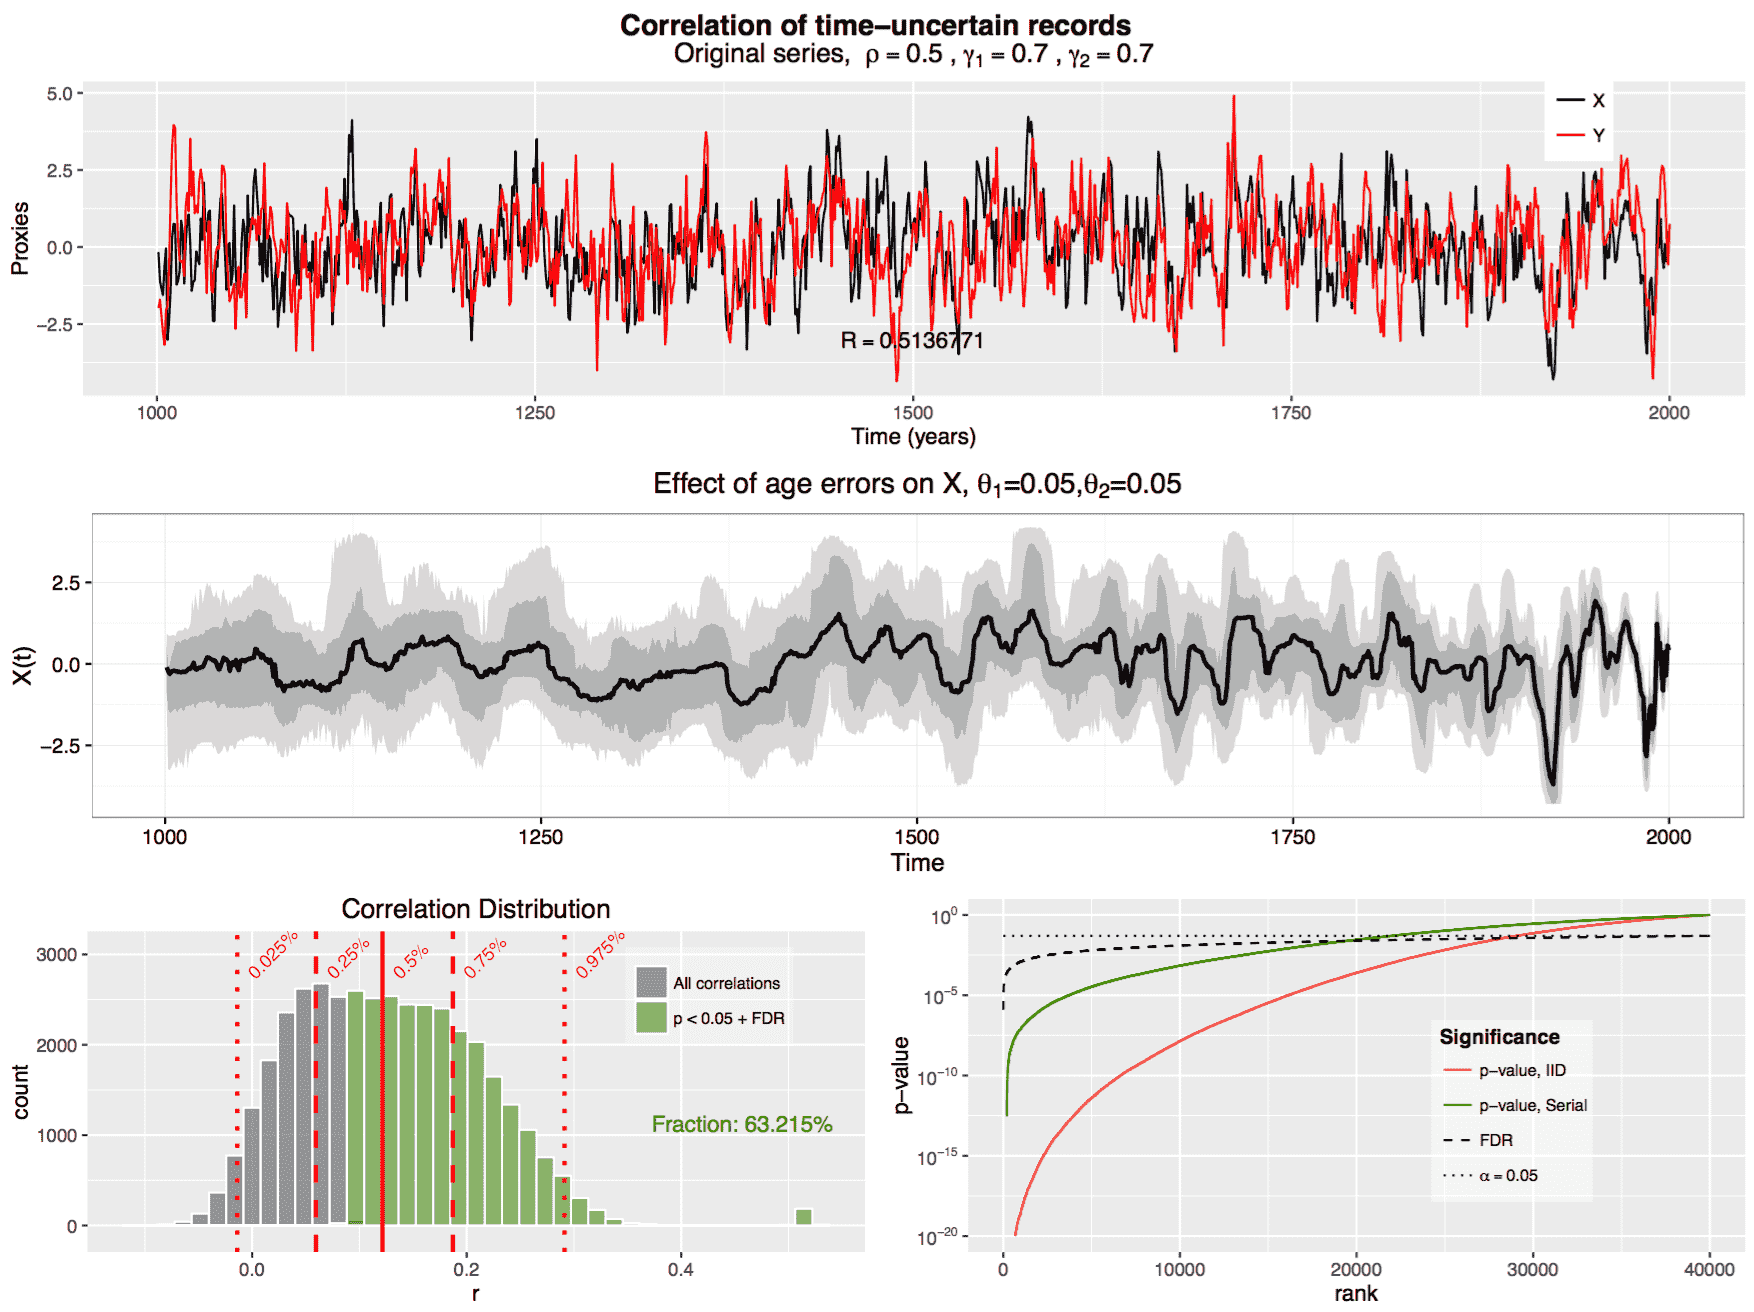 Correlation of time−uncertain records
Original series, ρ = 0.5 , γ1 = 0.7 , γ2 = 0.7
5.0
2.5
0.0
−2.5
Proxies
X
Y
R = 0.5136771
1000 1250 1500 1750 2000
Time (years)
Effect of age errors on X, θ1=0.05,θ2=0.05
2.5
0.0
−2.5
X(t)
1000 1250 1500 1750 2000
Time
Correlation Distribution
3000
2000
1000
0
count
0.025%
0.25%
0.5%
0.75%
0.975%
All correlations
p < 0.05 + FDR
Fraction: 63.215%
0.0 0.2 0.4
r
10⁰
10⁻⁵
10⁻¹⁰
10⁻¹⁵
10⁻²⁰
p−value
Significance
p−value, IID
p−value, Serial
FDR
α = 0.05
0 10000 20000 30000 40000
rank